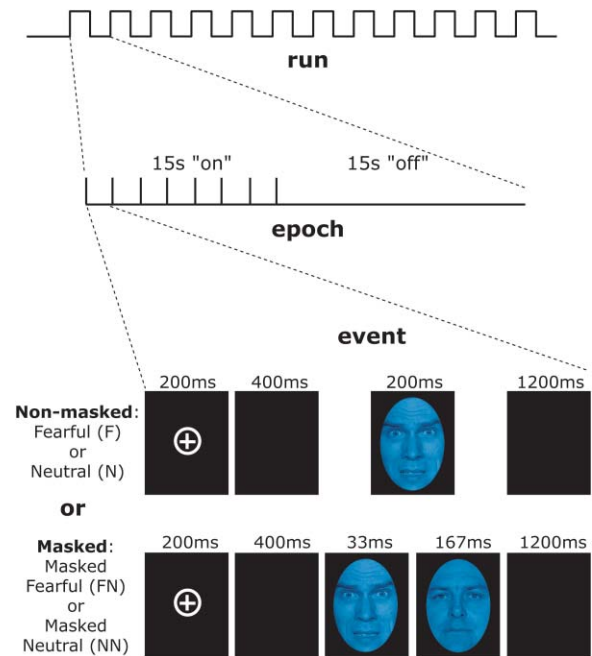 run
15s "on" 15s "off"
epoch
event
200ms 400ms 200ms 1200ms
Non-masked:
Fearful (F)
or
Neutral (N)
or
200ms 400ms 33ms 167ms 1200ms
Masked:
Masked
Fearful (FN)
or
Masked
Neutral (NN)